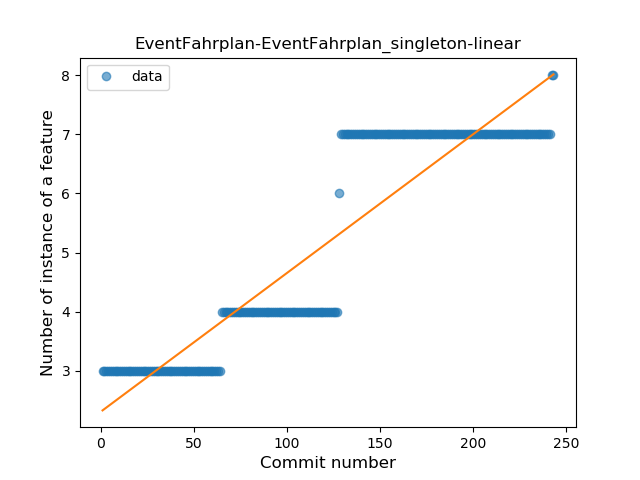 EventFahrplan-EventFahrplan_singleton-linear
data
Number of instance of a feature
8
7
6
5
4
3
0 50 100 150 200 250
Commit number